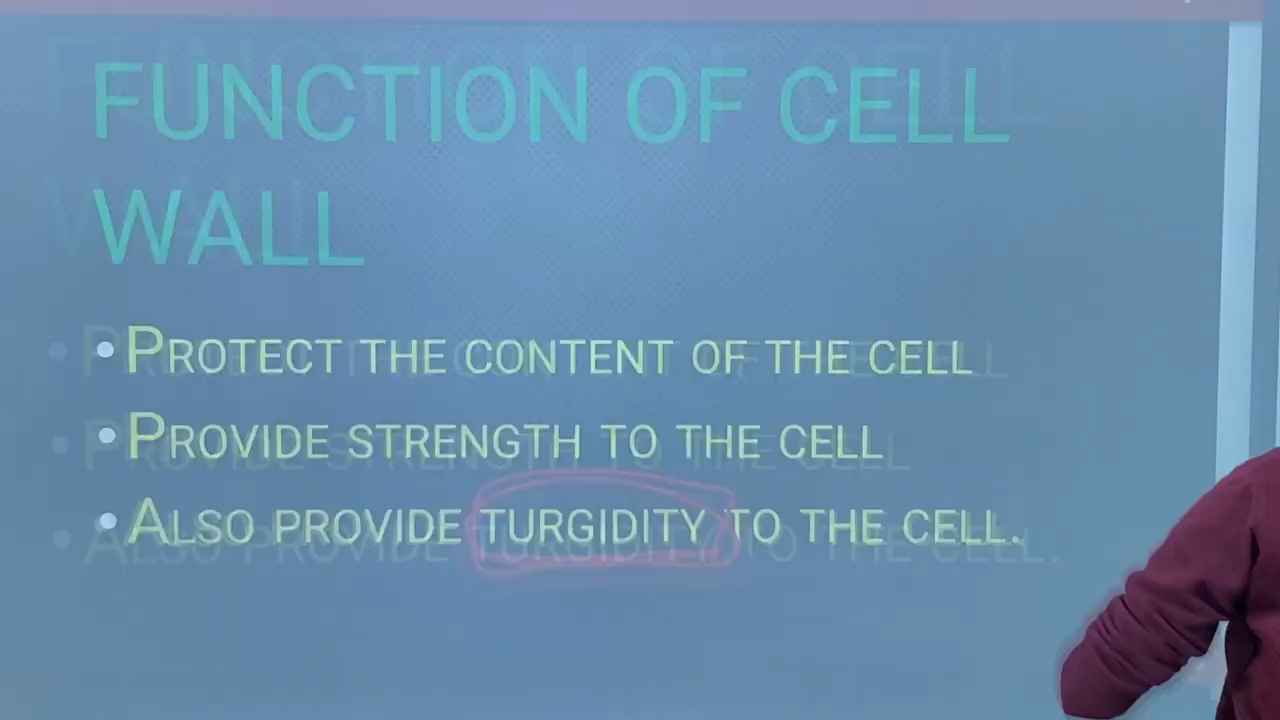 FUNCTION OF CELL
WALL
• PROTECT THE CONTENT OF THE CELL
• PROVIDE STRENGTH TO THE CELL
• ALSO PROVIDE TURGIDITY TO THE CELL.